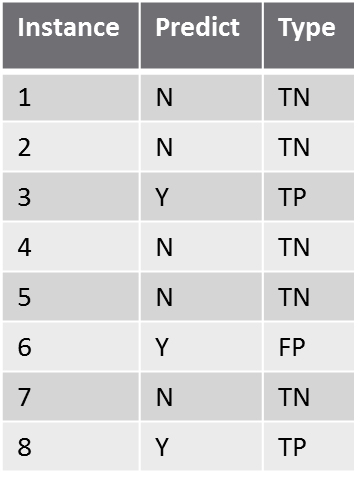 Instance Predict Type
1 N TN
2 N TN
3 Y TP
4 N TN
5 N TN
6 Y FP
7 N TN
8 Y TP